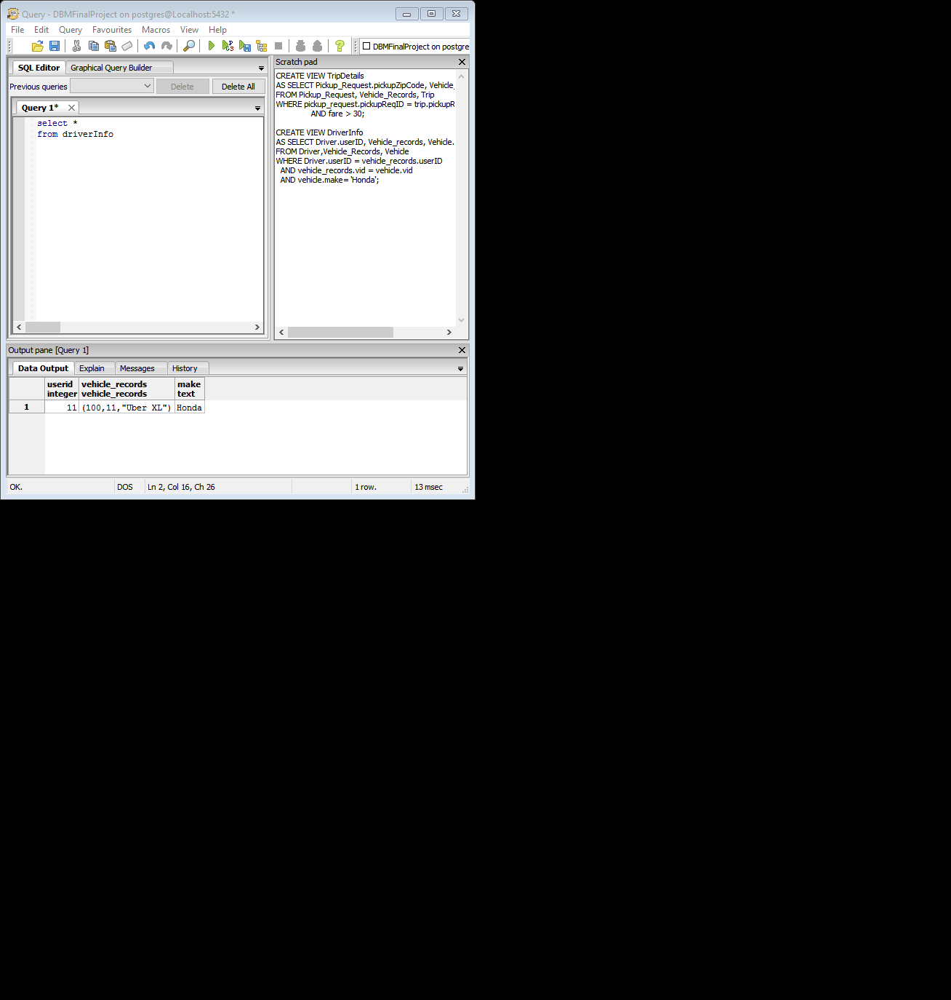 Query - DBMFinalProject on postgres@Localhost:5432 *
File Edit Query Favourites Macros View Help
DBMFinalProject on postgre
SQL Editor Graphical Query Builder
Previous queries Delete Delete All
Query 1*
select *
from driverInfo
Scratch pad
CREATE VIEW TripDetails
AS SELECT Pickup_Request.pickupZipCode, Vehicle_
FROM Pickup_Request, Vehicle_Records, Trip
WHERE pickup_request.pickupReqID = trip.pickupR
AND fare > 30;
CREATE VIEW DriverInfo
AS SELECT Driver.userID, Vehicle_records, Vehicle.
FROM Driver,Vehicle_Records, Vehicle
WHERE Driver.userID = vehicle_records.userID
AND vehicle_records.vid = vehicle.vid
AND vehicle.make= 'Honda';
Output pane [Query 1]
Data Output Explain Messages History
userid vehicle_records make
integer vehicle_records text
1 11 (100,11,"Uber XL") Honda
OK. DOS Ln 2, Col 16, Ch 26 1 row. 13 msec